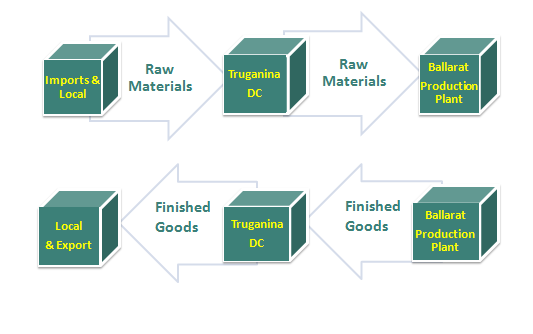 Imports &
Local
Raw
Materials
Truganina
DC
Raw
Materials
Ballarat
Production
Plant
Local
& Export
Finished
Goods
Truganina
DC
Finished
Goods
Ballarat
Production
Plant